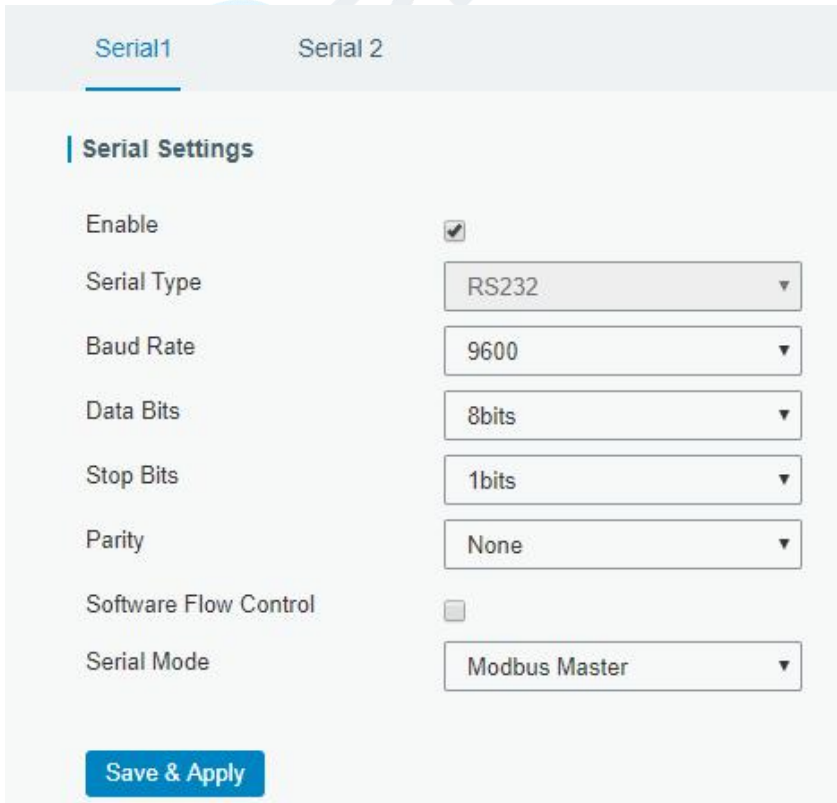 Serial1 Serial 2
Serial Settings
Enable
Serial Type RS232
Baud Rate 9600
Data Bits 8bits
Stop Bits 1bits
Parity None
Software Flow Control
Serial Mode Modbus Master
Save & Apply